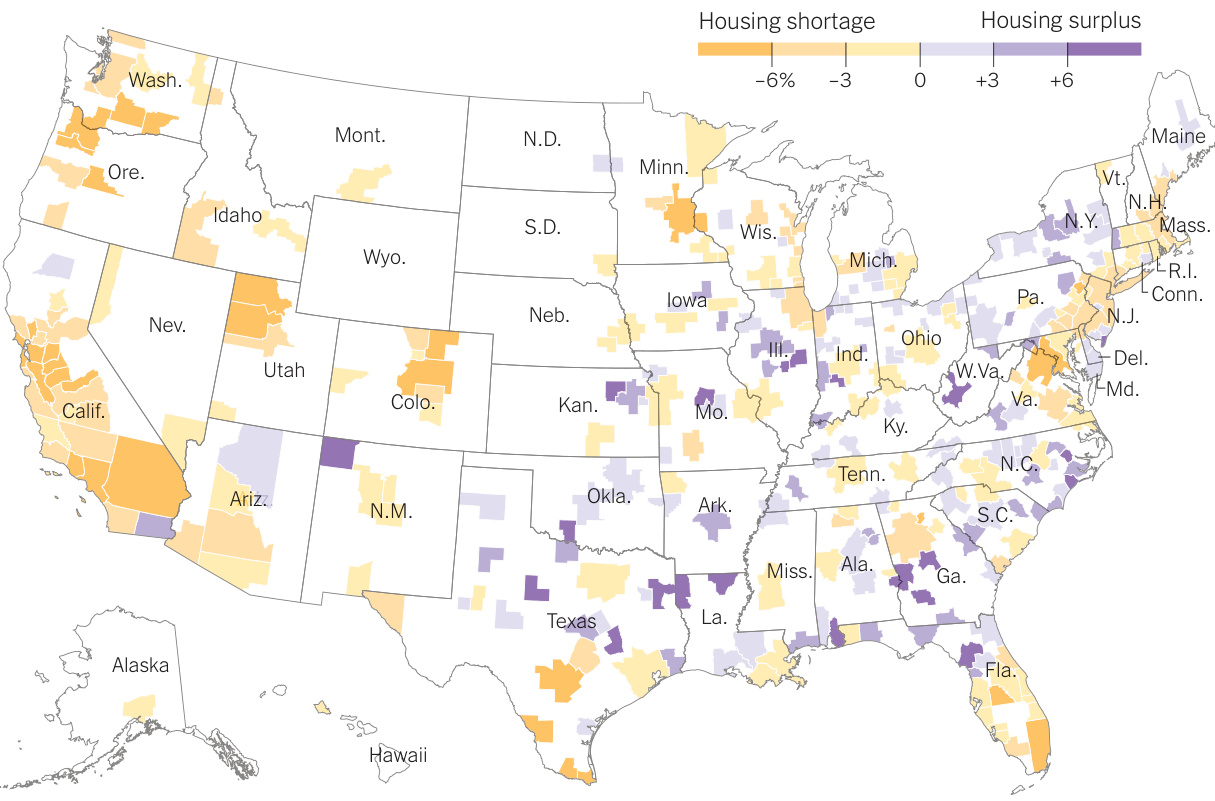 Housing shortage Housing surplus
−6% −3 0 +3 +6
Wash.
Mont.
N.D.
Minn.
Maine
Ore.
Idaho
Wyo.
S.D.
Wis.
Mich.
Vt.
N.H.
N.Y.
Mass.
R.I.
Conn.
Nev.
Utah
Colo.
Neb.
Iowa
Ill.
Ind.
Ohio
Pa.
N.J.
Del.
Md.
W.Va.
Va.
Calif.
Ariz.
N.M.
Kan.
Mo.
Ky.
Okla.
Ark.
Tenn.
N.C.
S.C.
Texas
La.
Miss.
Ala.
Ga.
Fla.
Alaska
Hawaii